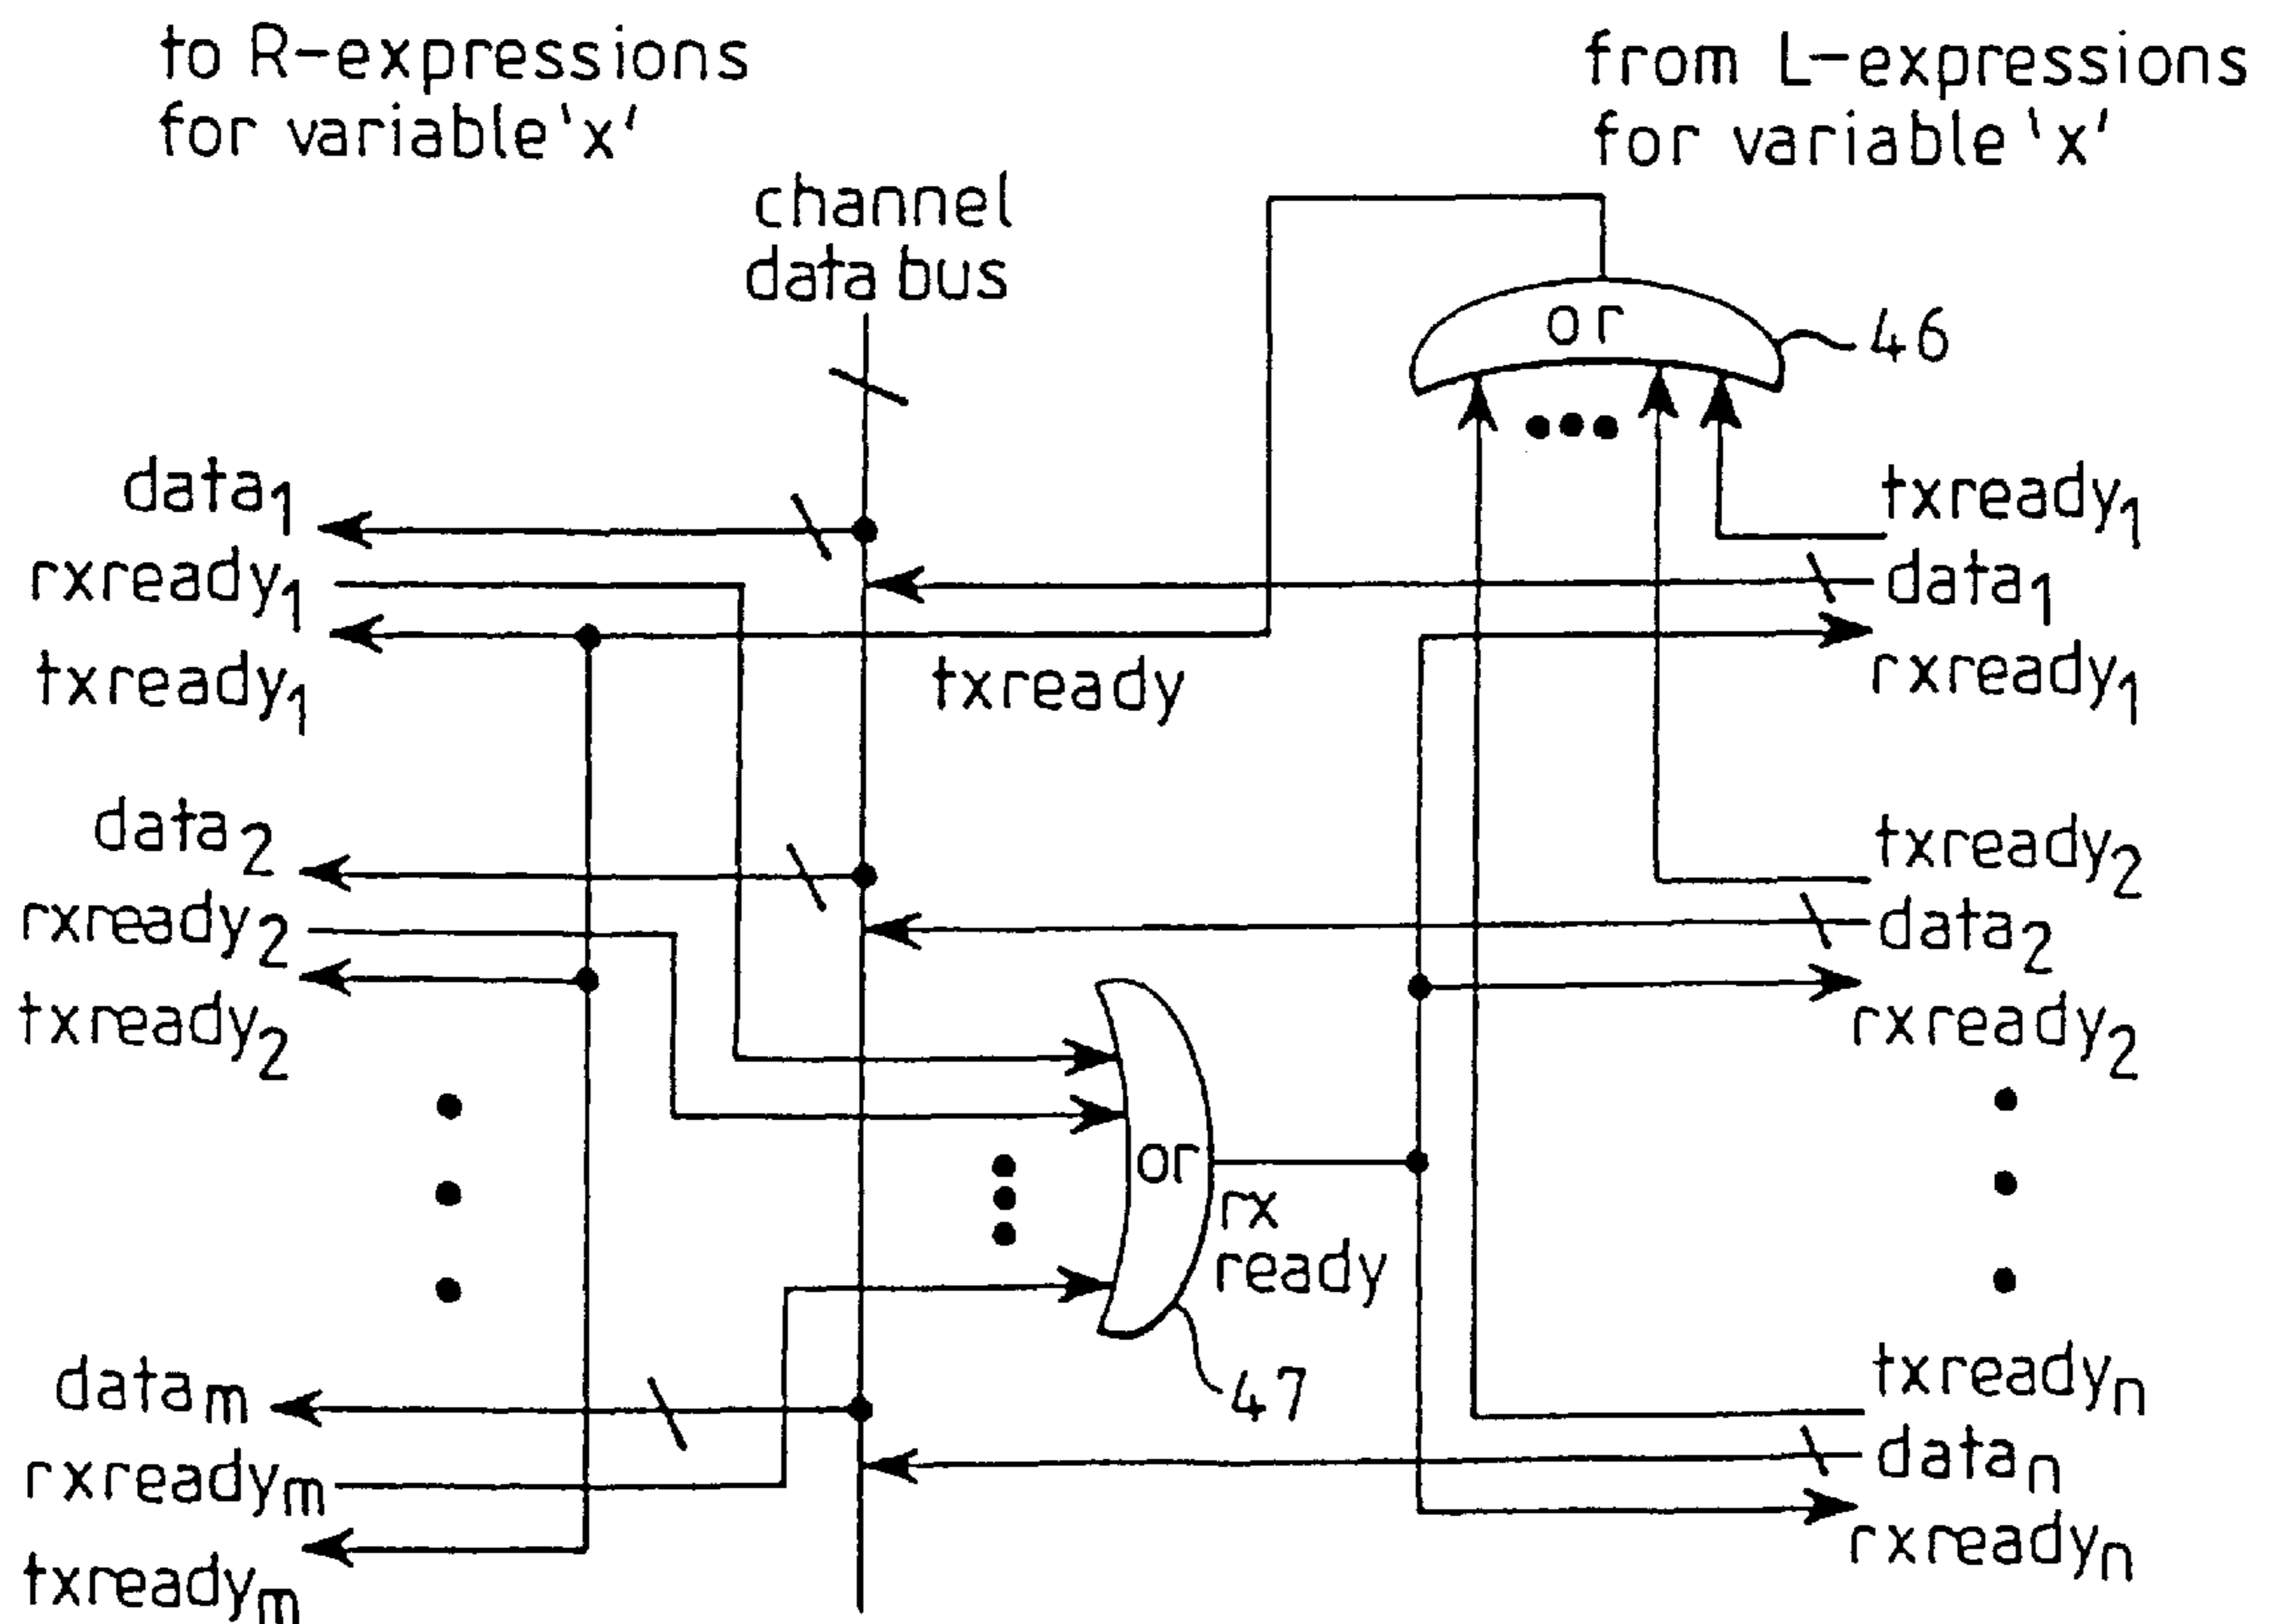 to R-expressions
for variable 'x'
from L-expressions
for variable 'x'
channel
data bus
or
46
data1
rxready1
txready1
txready1
data1
rxready1
txready
data2
rxready2
txready2
txready2
data2
rxready2
or
rx
ready
47
datam
rxreadym
txreadym
txreadyn
datan
rxreadyn